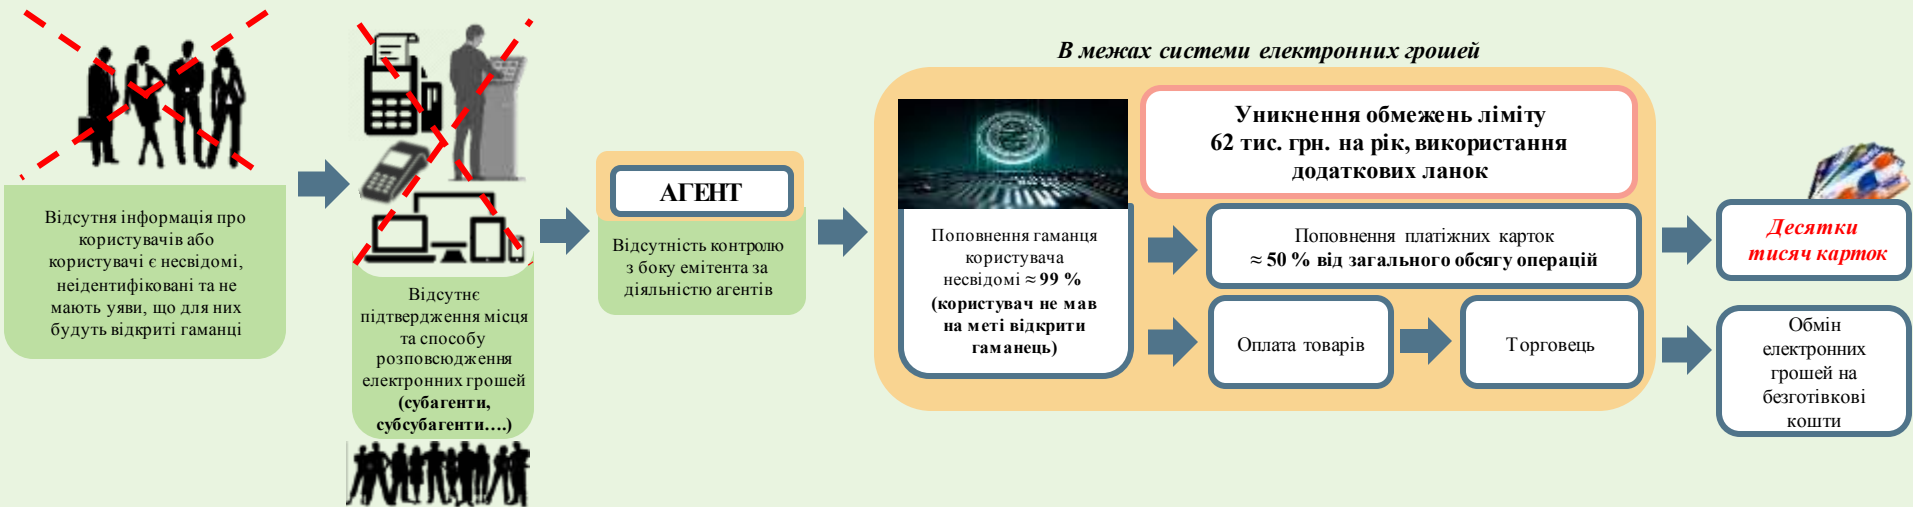 В межах системи електронних грошей
Відсутня інформація про
користувачів або
користувачі є несвідомі,
неідентифіковані та не
мають уяви, що для них
будуть відкриті гаманці
Відсутнє
підтвердження місця
та способу
розповсюдження
електронних грошей
(субагенти,
субсубагенти….)
АГЕНТ
Відсутність контролю
з боку емітента за
діяльністю агентів
Поповнення гаманця
користувача
несвідомі ≈ 99 %
(користувач не мав
на меті відкрити
гаманець)
Уникнення обмежень ліміту
62 тис. грн. на рік, використання
додаткових ланок
Поповнення платіжних карток
≈ 50 % від загального обсягу операцій
Оплата товарів
Торговець
Десятки
тисяч карток
Обмін
електронних
грошей на
безготівкові
кошти